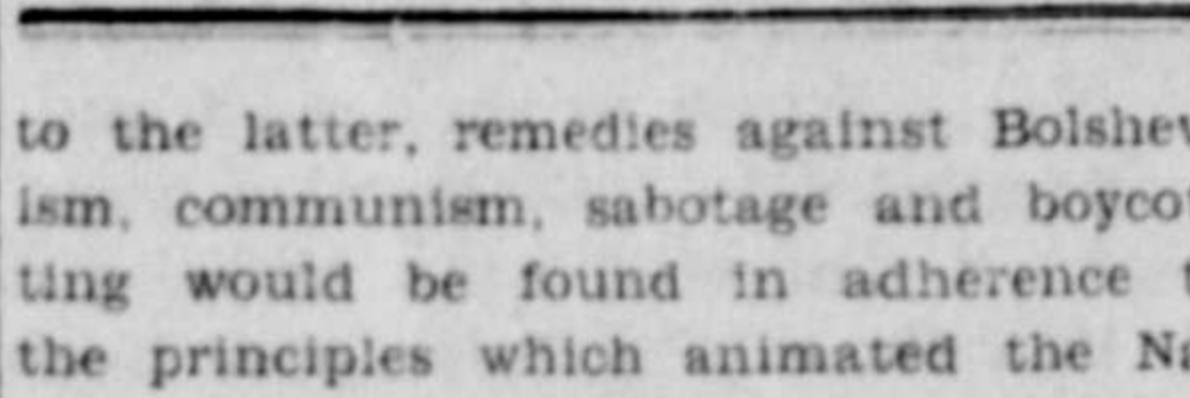 to the latter, remedies against Bolshev
ism, communism, sabotage and boycot
ting would be found in adherence t
the principles which animated the Na